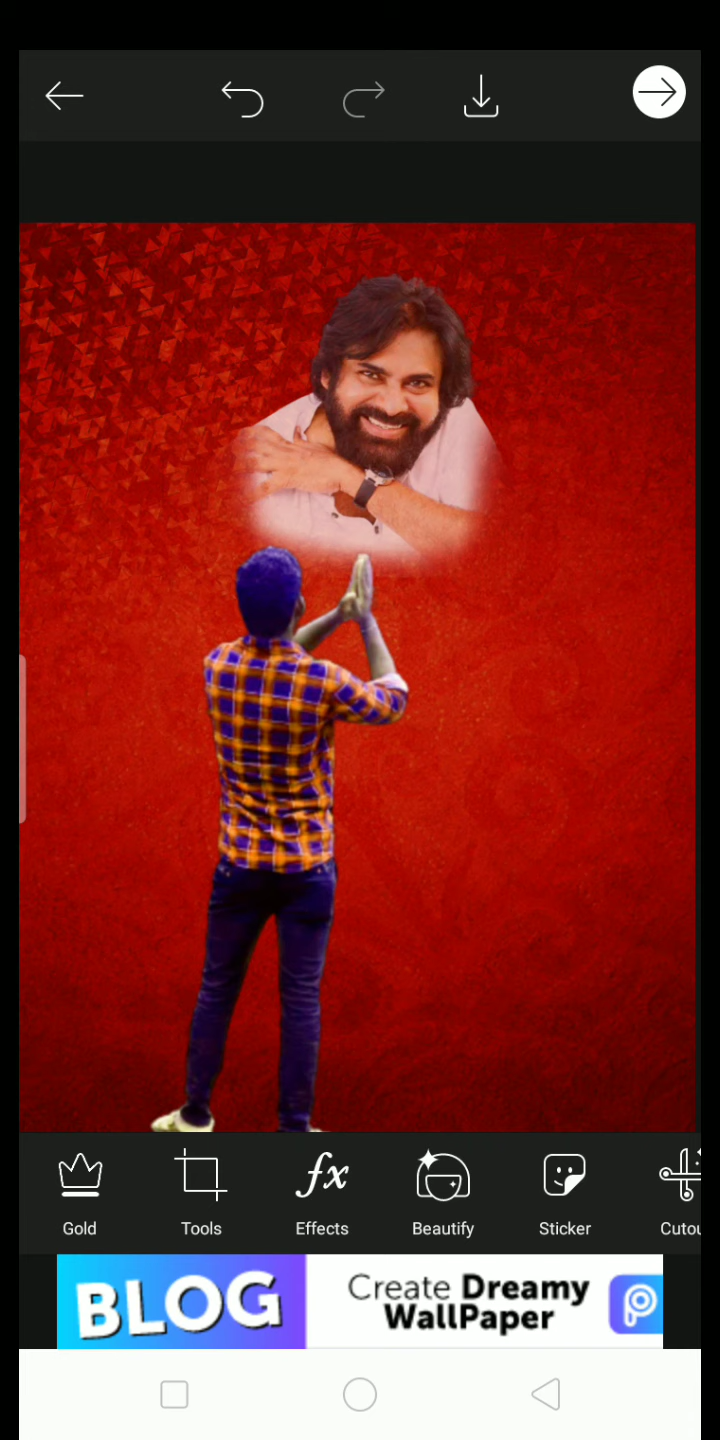 Gold
Tools
Effects
Beautify
Sticker
Cutou
BLOG
Create Dreamy
WallPaper